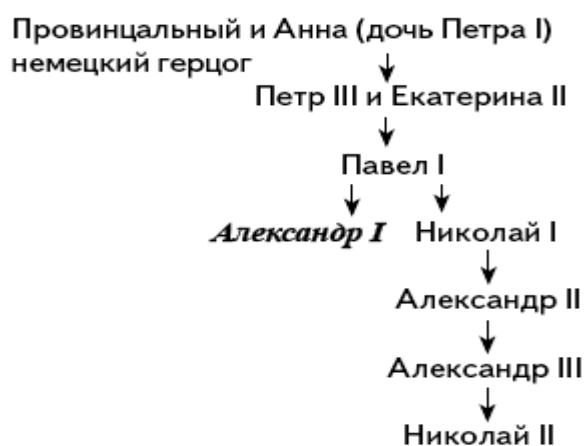 Провинцальный и Анна (дочь Петра I)
немецкий герцог
Петр III и Екатерина II
Павел I
Александр I Николай I
Александр II
Александр III
Николай II